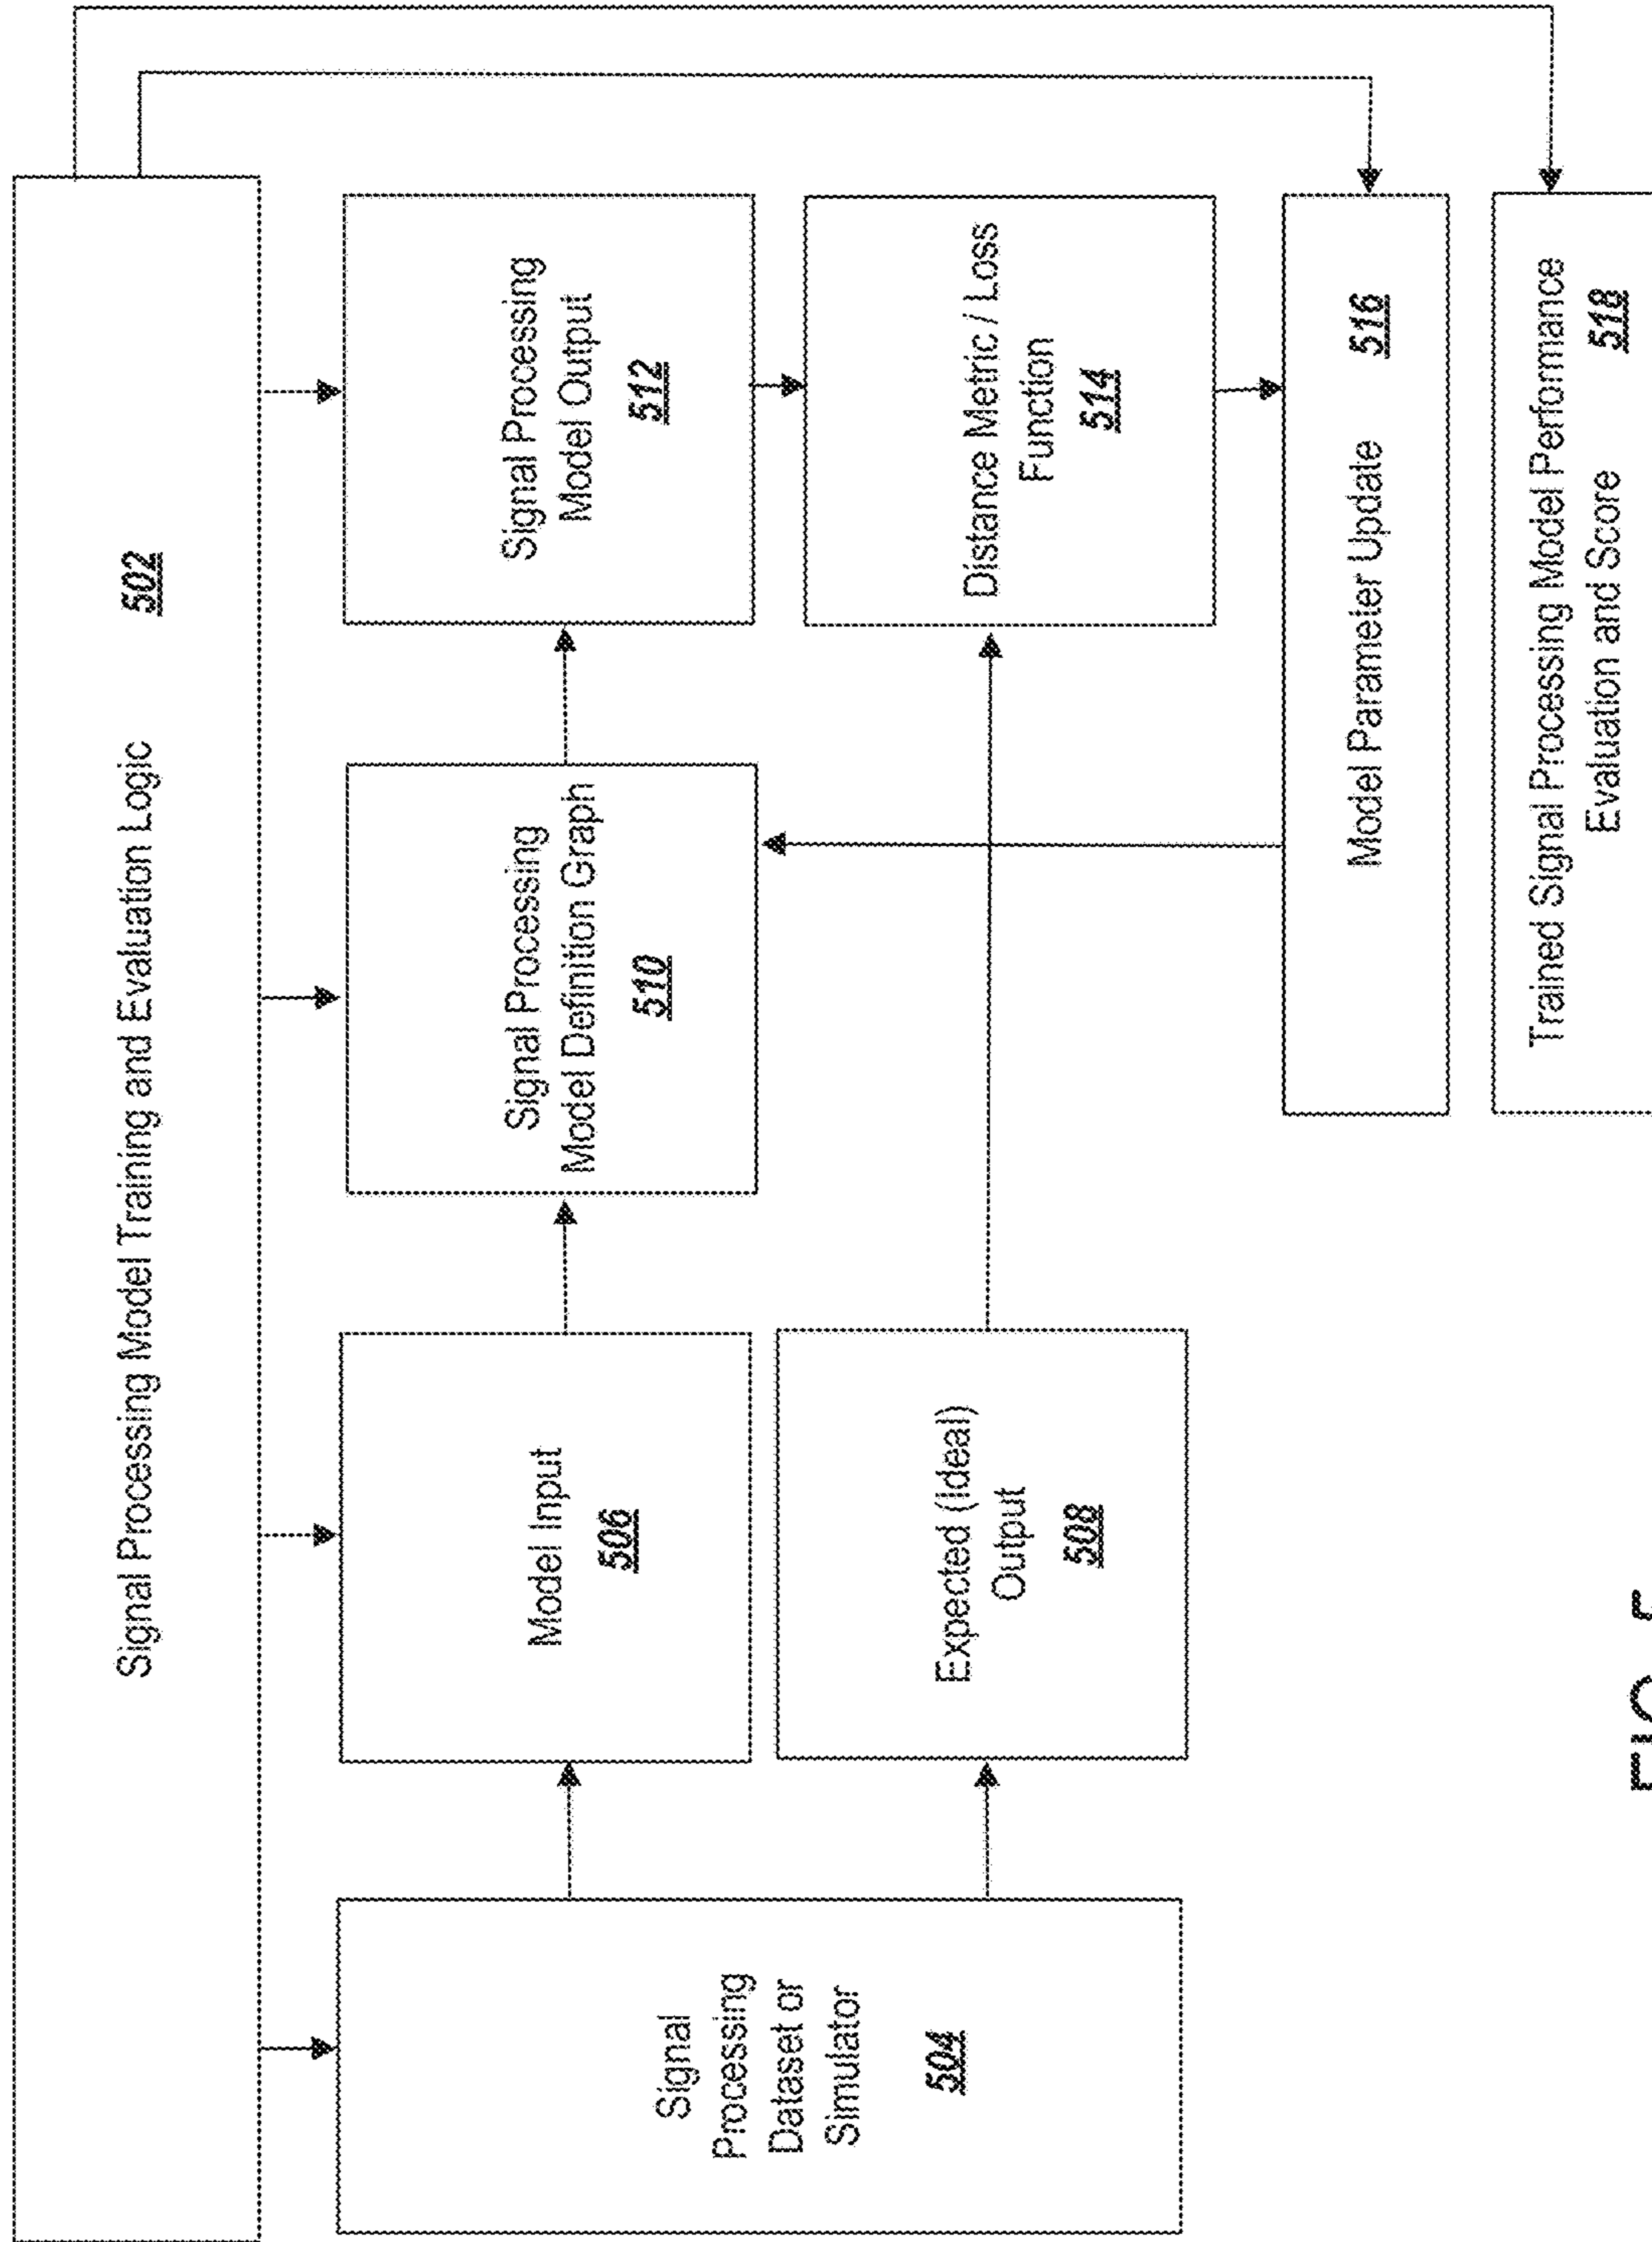 Signal Processing Model Training and Evaluation Logic 502
Signal
Processing
Dataset or
Simulator
504
Model Input
506
Expected (Ideal)
Output
508
Signal Processing
Model Definition Graph
510
Signal Processing
Model Output
512
Distance Metric / Loss
Function
514
Model Parameter Update 516
Trained Signal Processing Model Performance
Evaluation and Score 518